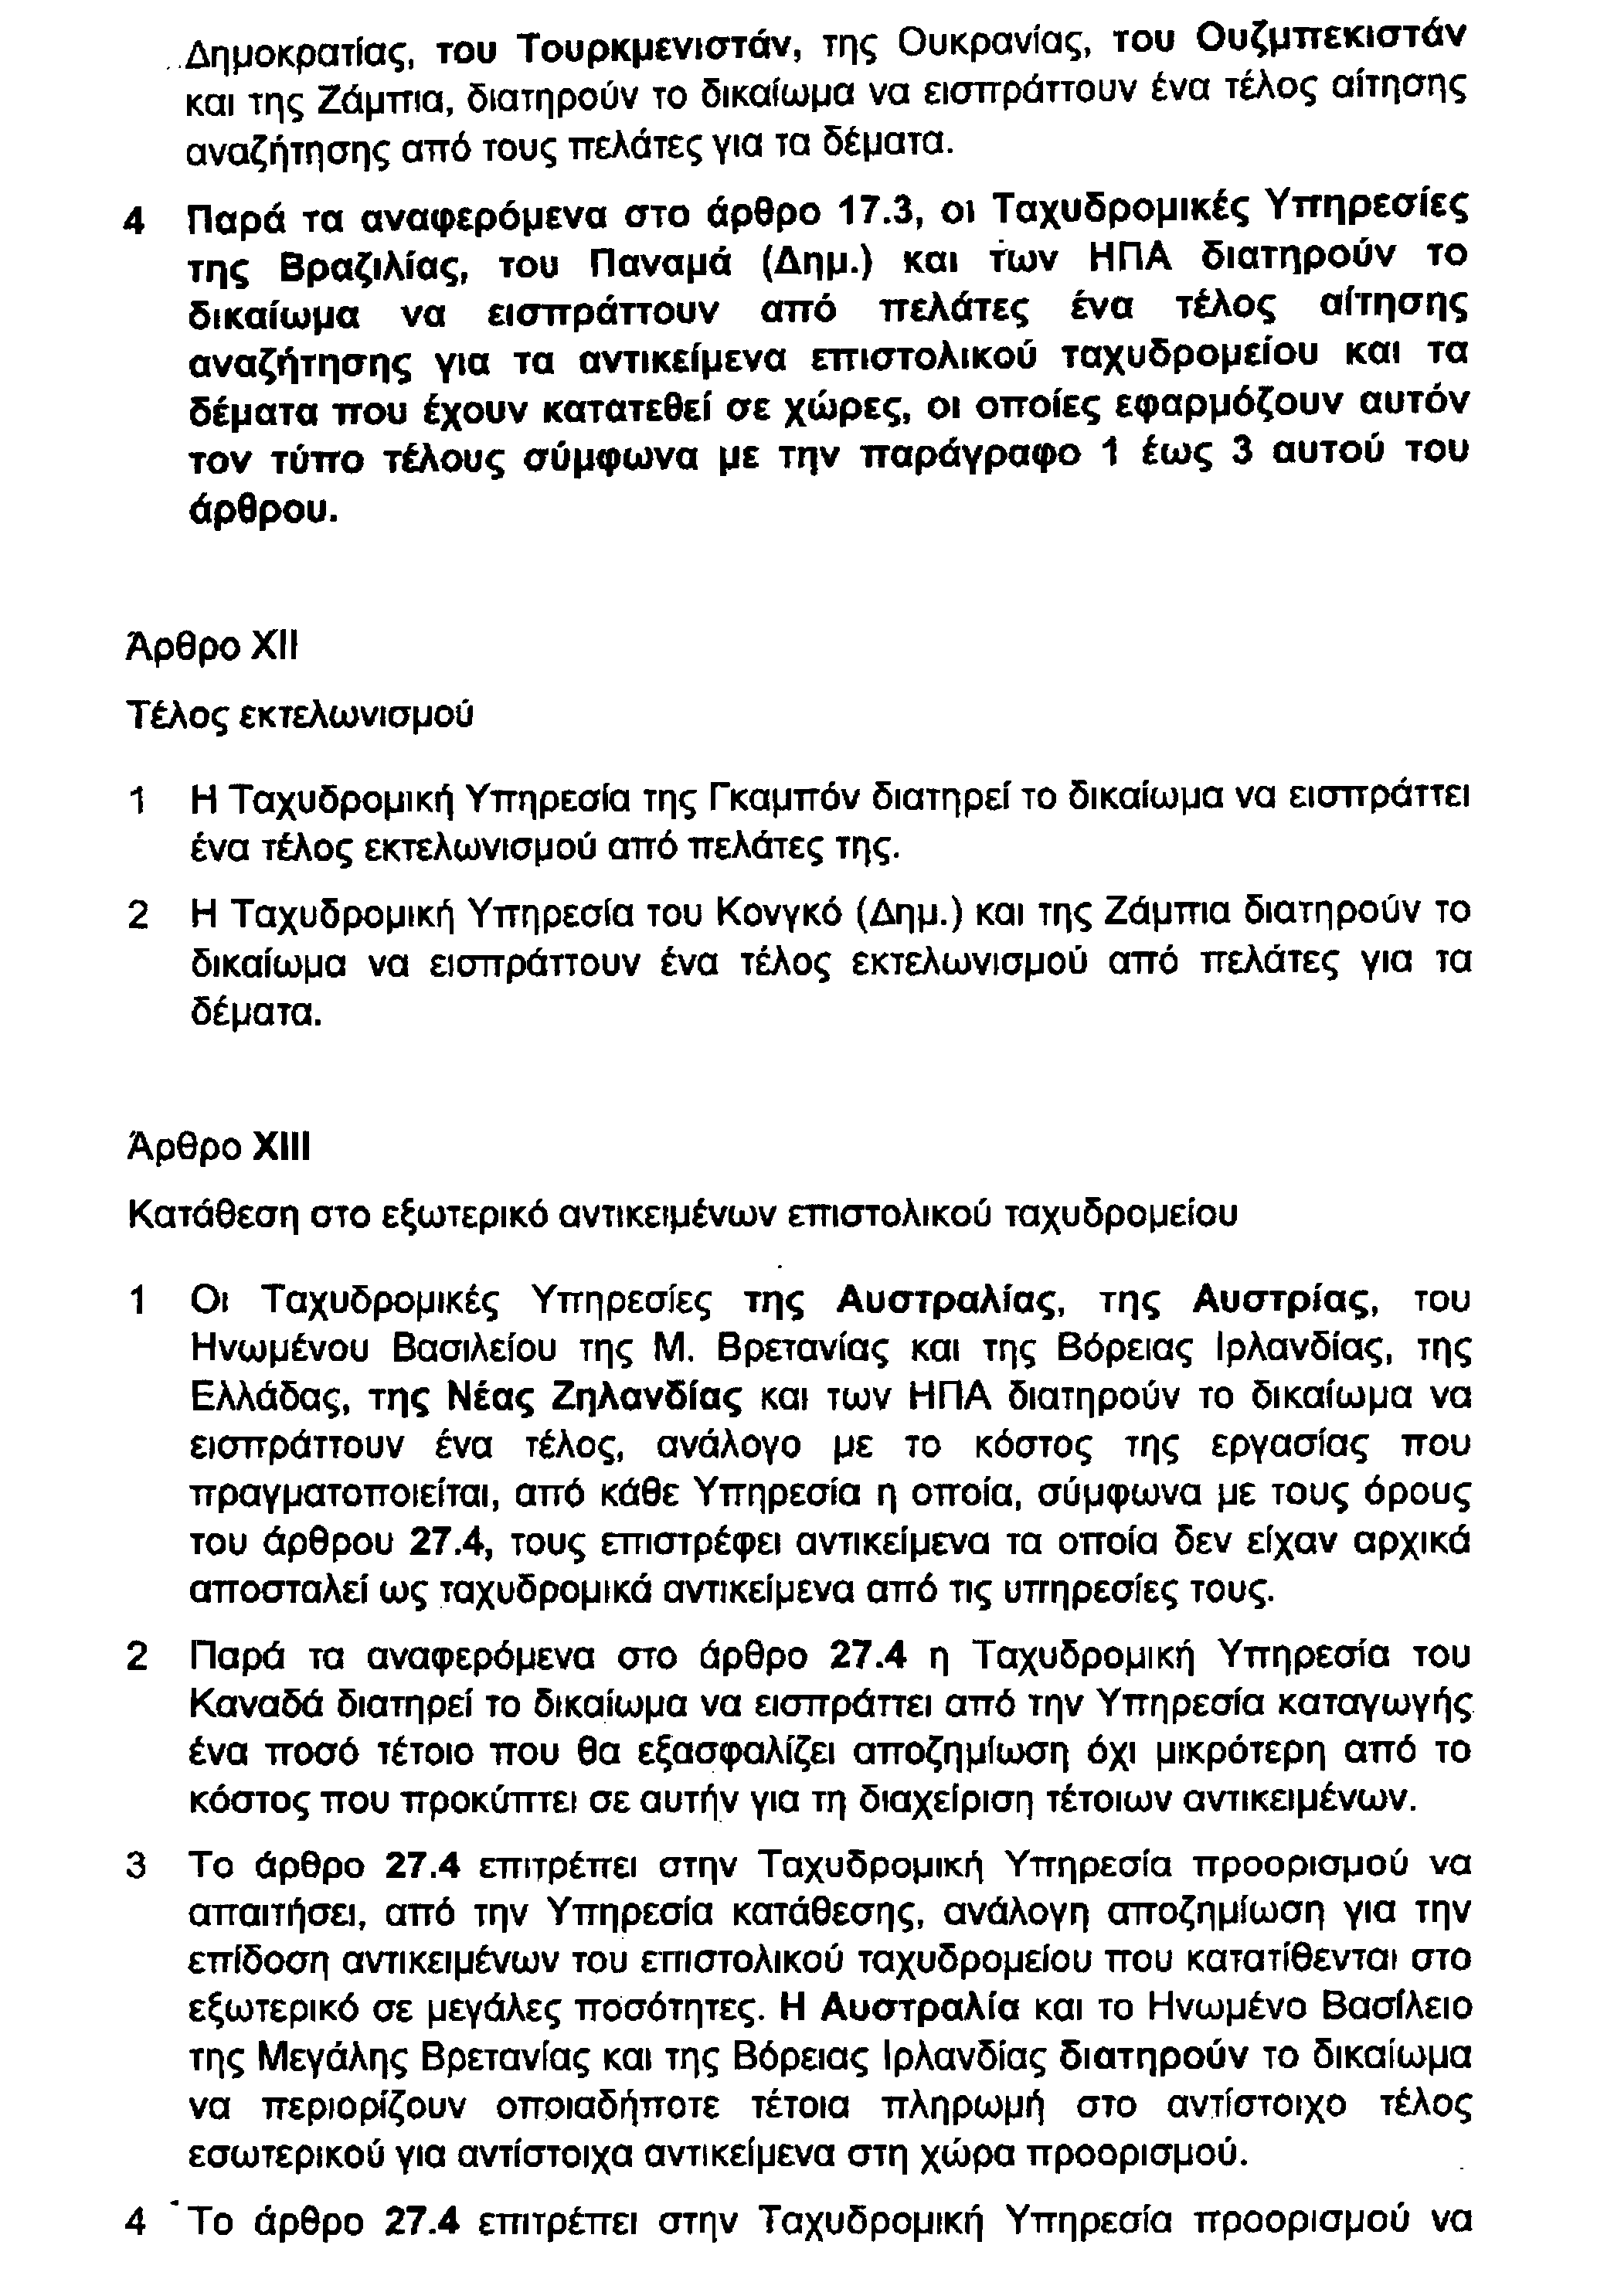 Δημοκρατίας, του Τουρκμενιστάν, της Ουκρανίας, του Ουζμπεκιστάν
και της Ζάμπια, διατηρούν το δικαίωμα να εισπράττουν ένα τέλος αίτησης
αναζήτησης από τους πελάτες για τα δέματα.
4 Παρά τα αναφερόμενα στο άρθρο 17.3, οι Ταχυδρομικές Υπηρεσίες
της Βραζιλίας, του Παναμά (Δημ.) και των ΗΠΑ διατηρούν το
δικαίωμα να εισπράττουν από πελάτες ένα τέλος αίτησης
αναζήτησης για τα αντικείμενα επιστολικού ταχυδρομείου και τα
δέματα που έχουν κατατεθεί σε χώρες, οι οποίες εφαρμόζουν αυτόν
τον τύπο τέλους σύμφωνα με την παράγραφο 1 έως 3 αυτού του
άρθρου.
Άρθρο XII
Τέλος εκτελωνισμού
1 Η Ταχυδρομική Υπηρεσία της Γκαμπόν διατηρεί το δικαίωμα να εισπράττει
ένα τέλος εκτελωνισμού από πελάτες της.
2 Η Ταχυδρομική Υπηρεσία του Κονγκό (Δημ.) και της Ζάμπια διατηρούν το
δικαίωμα να εισπράττουν ένα τέλος εκτελωνισμού από πελάτες για τα
δέματα.
Άρθρο XIII
Κατάθεση στο εξωτερικό αντικειμένων επιστολικού ταχυδρομείου
1 Οι Ταχυδρομικές Υπηρεσίες της Αυστραλίας, της Αυστρίας, του
Ηνωμένου Βασιλείου της Μ. Βρετανίας και της Βόρειας Ιρλανδίας, της
Ελλάδας, της Νέας Ζηλανδίας και των ΗΠΑ διατηρούν το δικαίωμα να
εισπράττουν ένα τέλος, ανάλογο με το κόστος της εργασίας που
πραγματοποιείται, από κάθε Υπηρεσία η οποία, σύμφωνα με τους όρους
του άρθρου 27.4, τους επιστρέφει αντικείμενα τα οποία δεν είχαν αρχικά
αποσταλεί ως ταχυδρομικά αντικείμενα από τις υπηρεσίες τους.
2 Παρά τα αναφερόμενα στο άρθρο 27.4 η Ταχυδρομική Υπηρεσία του
Καναδά διατηρεί το δικαίωμα να εισπράττει από την Υπηρεσία καταγωγής
ένα ποσό τέτοιο που θα εξασφαλίζει αποζημίωση όχι μικρότερη από το
κόστος που προκύπτει σε αυτήν για τη διαχείριση τέτοιων αντικειμένων.
3 Το άρθρο 27.4 επιτρέπει στην Ταχυδρομική Υπηρεσία προορισμού να
απαιτήσει, από την Υπηρεσία κατάθεσης, ανάλογη αποζημίωση για την
επίδοση αντικειμένων του επιστολικού ταχυδρομείου που κατατίθενται στο
εξωτερικό σε μεγάλες ποσότητες. Η Αυστραλία και το Ηνωμένο Βασίλειο
της Μεγάλης Βρετανίας και της Βόρειας Ιρλανδίας διατηρούν το δικαίωμα
να περιορίζουν οποιαδήποτε τέτοια πληρωμή στο αντίστοιχο τέλος
εσωτερικού για αντίστοιχα αντικείμενα στη χώρα προορισμού.
4 Το άρθρο 27.4 επιτρέπει στην Ταχυδρομική Υπηρεσία προορισμού να